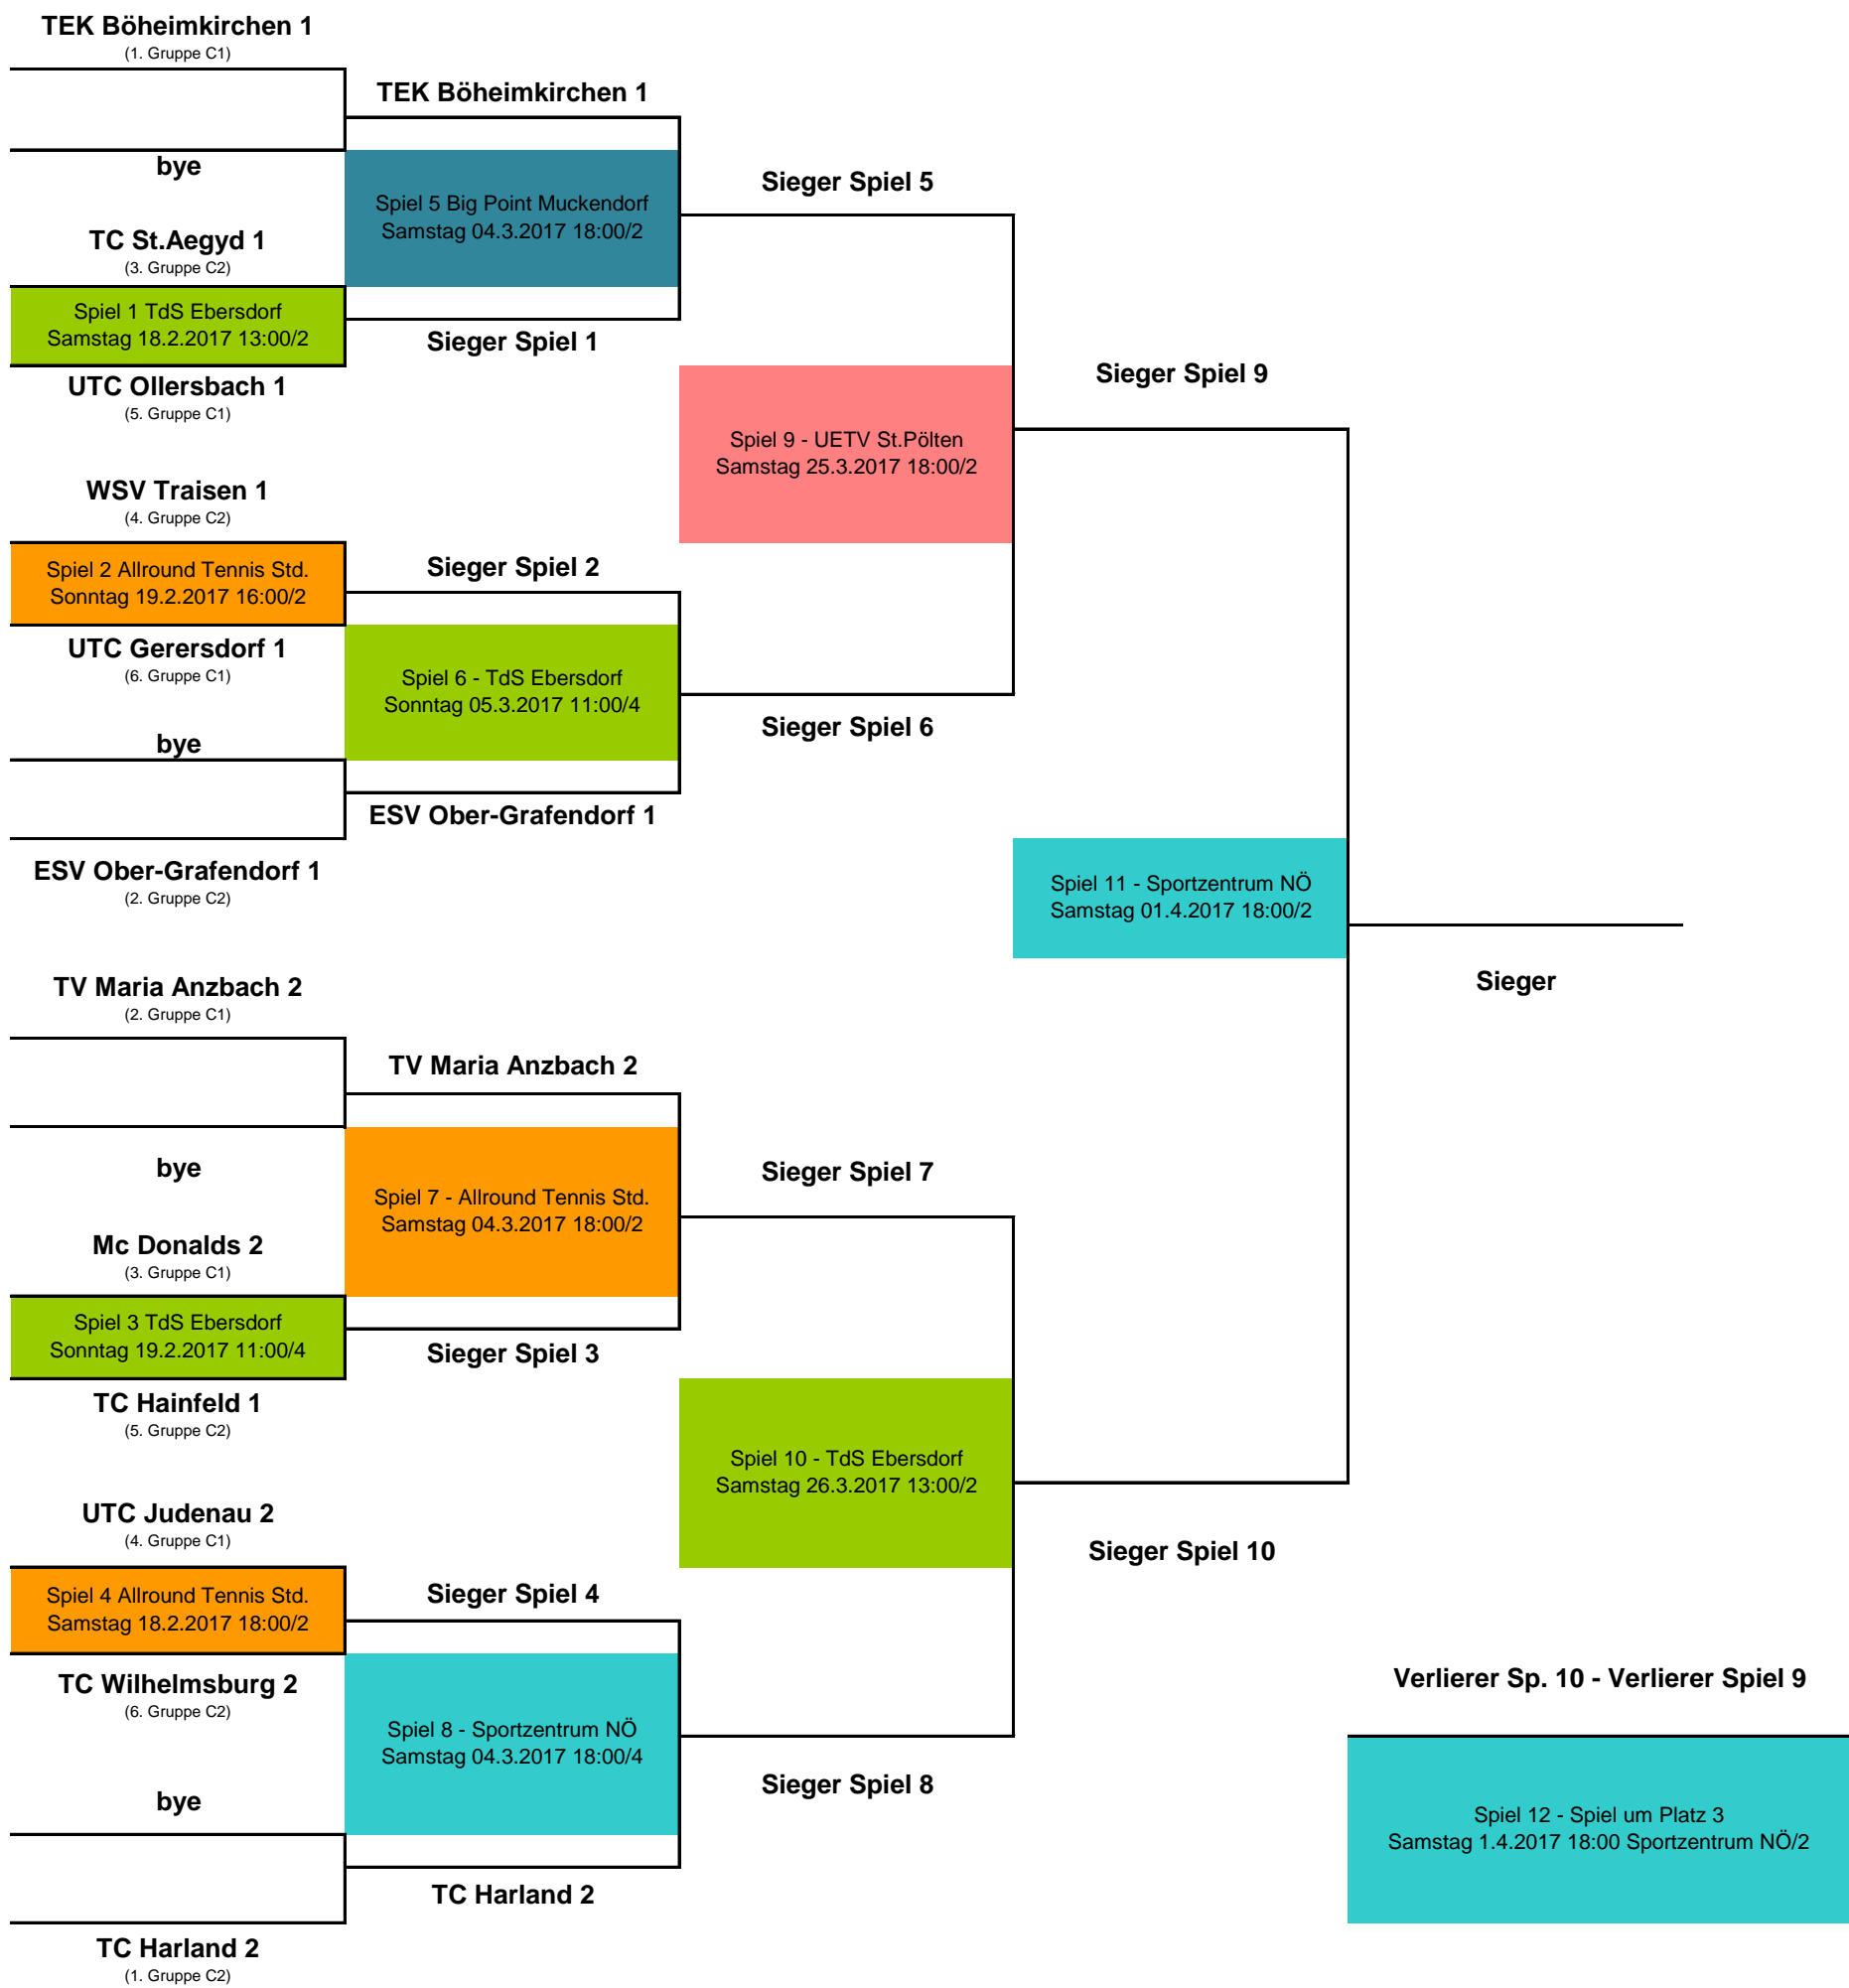 TEK Böheimkirchen 1
(1. Gruppe C1)
TEK Böheimkirchen 1
bye
Spiel 5 Big Point Muckendorf
Samstag 04.3.2017 18:00/2
Sieger Spiel 5
TC St.Aegyd 1
(3. Gruppe C2)
Spiel 1 TdS Ebersdorf
Samstag 18.2.2017 13:00/2
Sieger Spiel 1
UTC Ollersbach 1
(5. Gruppe C1)
Sieger Spiel 9
Spiel 9 - UETV St.Pölten
Samstag 25.3.2017 18:00/2
WSV Traisen 1
(4. Gruppe C2)
Spiel 2 Allround Tennis Std.
Sonntag 19.2.2017 16:00/2
Sieger Spiel 2
UTC Gerersdorf 1
(6. Gruppe C1)
Spiel 6 - TdS Ebersdorf
Sonntag 05.3.2017 11:00/4
Sieger Spiel 6
bye
ESV Ober-Grafendorf 1
ESV Ober-Grafendorf 1
(2. Gruppe C2)
Spiel 11 - Sportzentrum NÖ
Samstag 01.4.2017 18:00/2
Sieger
TV Maria Anzbach 2
(2. Gruppe C1)
TV Maria Anzbach 2
bye
Spiel 7 - Allround Tennis Std.
Samstag 04.3.2017 18:00/2
Sieger Spiel 7
Mc Donalds 2
(3. Gruppe C1)
Spiel 3 TdS Ebersdorf
Sonntag 19.2.2017 11:00/4
Sieger Spiel 3
TC Hainfeld 1
(5. Gruppe C2)
Spiel 10 - TdS Ebersdorf
Samstag 26.3.2017 13:00/2
UTC Judenau 2
(4. Gruppe C1)
Sieger Spiel 10
Spiel 4 Allround Tennis Std.
Samstag 18.2.2017 18:00/2
Sieger Spiel 4
TC Wilhelmsburg 2
(6. Gruppe C2)
Verlierer Sp. 10 - Verlierer Spiel 9
Spiel 8 - Sportzentrum NÖ
Samstag 04.3.2017 18:00/4
Sieger Spiel 8
bye
Spiel 12 - Spiel um Platz 3
Samstag 1.4.2017 18:00 Sportzentrum NÖ/2
TC Harland 2
TC Harland 2
(1. Gruppe C2)